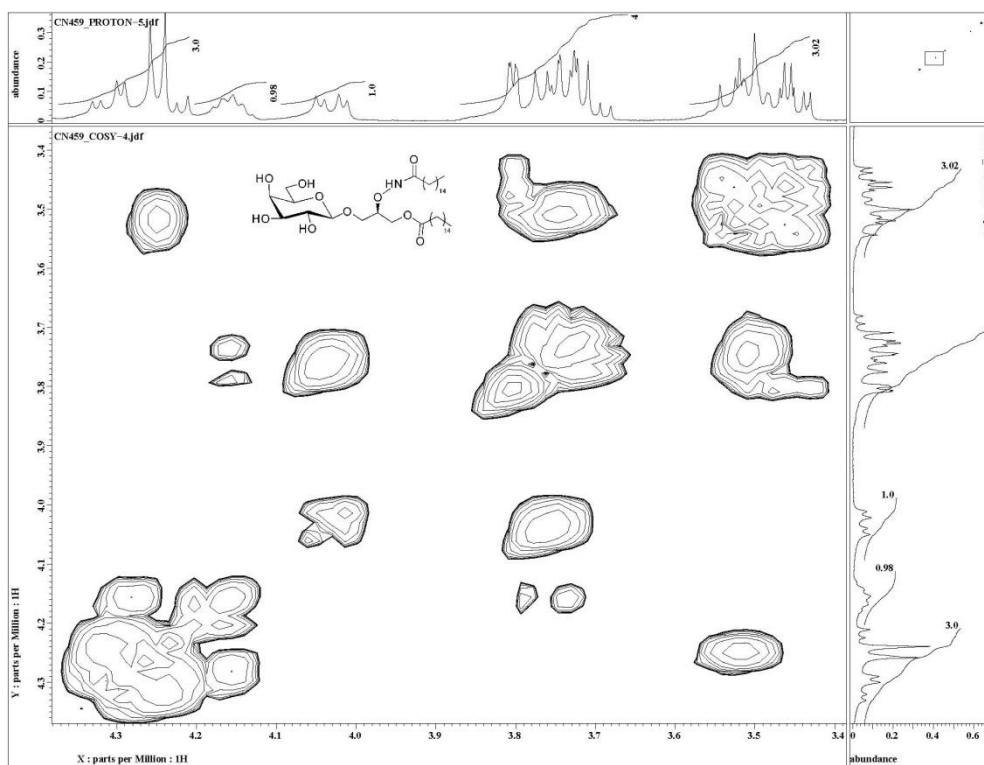 CN459_PROTON-5.jdf
abundance
0 0.1 0.2 0.3
3.0
0.98
1.0
4
3.02
CN459_COSY-4.jdf
O
HN
14
HO OH
O
HO
OH
O
O
O
14
3.4
3.5
3.6
3.7
3.8
3.9
4.0
4.1
4.2
4.3
Y : parts per Million : 1H
4.3 4.2 4.1 4.0 3.9 3.8 3.7 3.6 3.5 3.4
X : parts per Million : 1H
3.02
1.0
0.98
3.0
0 0.2 0.4 0.6
abundance